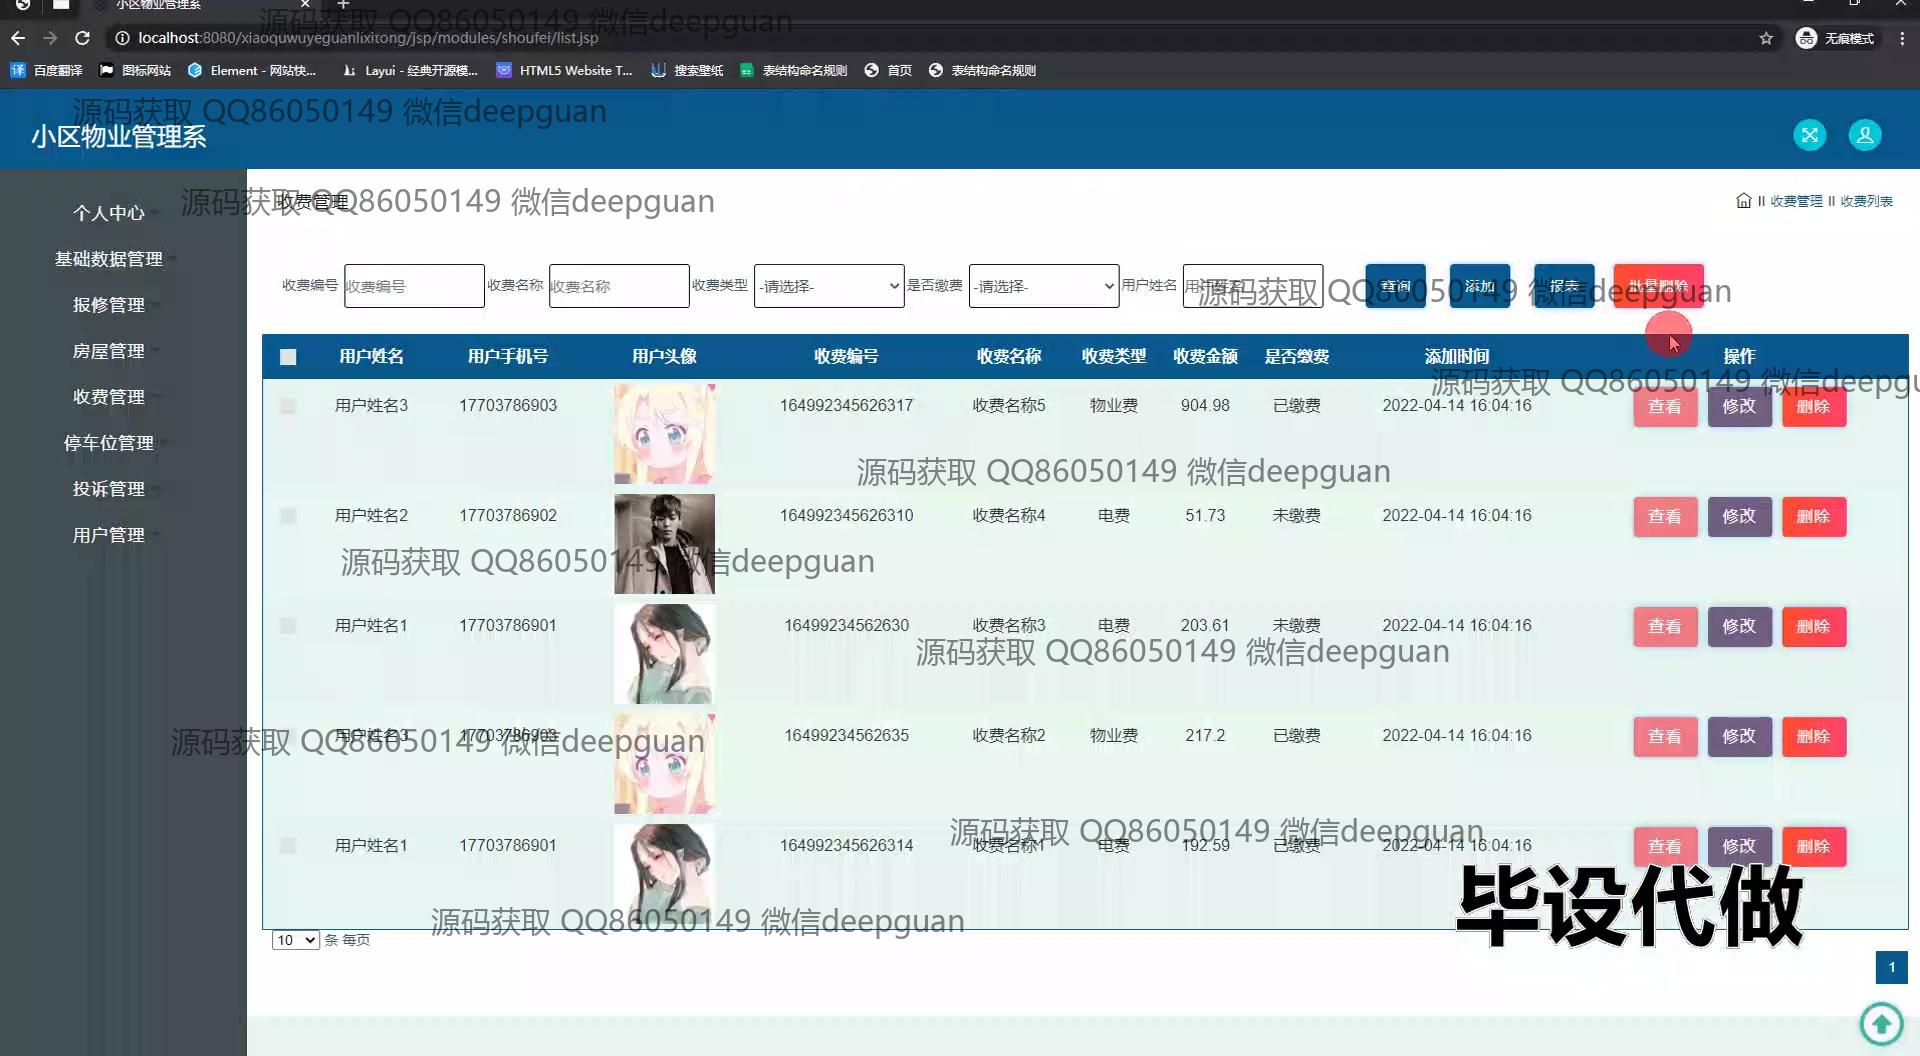 小区物业管理系
源码获取 QQ86050149 微信deepguan
localhost:8080/xiaoquwuyeguanlixitong/jsp/modules/shoufei/list.jsp
无痕模式
百度翻译 图标网站 Element - 网站快... Layui - 经典开源模... HTML5 Website T... 搜索壁纸 表结构命名规则 首页 表结构命名规则
源码获取 QQ86050149 微信deepguan
小区物业管理系
个人中心
基础数据管理
报修管理
房屋管理
收费管理
停车位管理
投诉管理
用户管理
源码获取 QQ86050149 微信deepguan
收费管理
收费管理 收费列表
收费编号 收费编号 收费名称 收费名称 收费类型 -请选择- 是否缴费 -请选择- 用户姓名 查询 添加 报表 批量删除
源码获取 QQ86050149 微信deepguan
用户姓名 用户手机号 用户头像 收费编号 收费名称 收费类型 收费金额 是否缴费 添加时间 操作
源码获取 QQ86050149 微信deepgu
用户姓名3 17703786903 164992345626317 收费名称5 物业费 904.98 已缴费 2022-04-14 16:04:16 查看 修改 删除
源码获取 QQ86050149 微信deepguan
用户姓名2 17703786902 164992345626310 收费名称4 电费 51.73 未缴费 2022-04-14 16:04:16 查看 修改 删除
源码获取 QQ86050149 微信deepguan
用户姓名1 17703786901 16499234562630 收费名称3 电费 203.61 未缴费 2022-04-14 16:04:16 查看 修改 删除
源码获取 QQ86050149 微信deepguan
用户姓名3 17703786903 16499234562635 收费名称2 物业费 217.2 已缴费 2022-04-14 16:04:16 查看 修改 删除
源码获取 QQ86050149 微信deepguan
源码获取 QQ86050149 微信deepguan
用户姓名1 17703786901 164992345626314 收费名称1 电费 192.59 已缴费 2022-04-14 16:04:16 查看 修改 删除
毕设代做
源码获取 QQ86050149 微信deepguan
10 条 每页
1